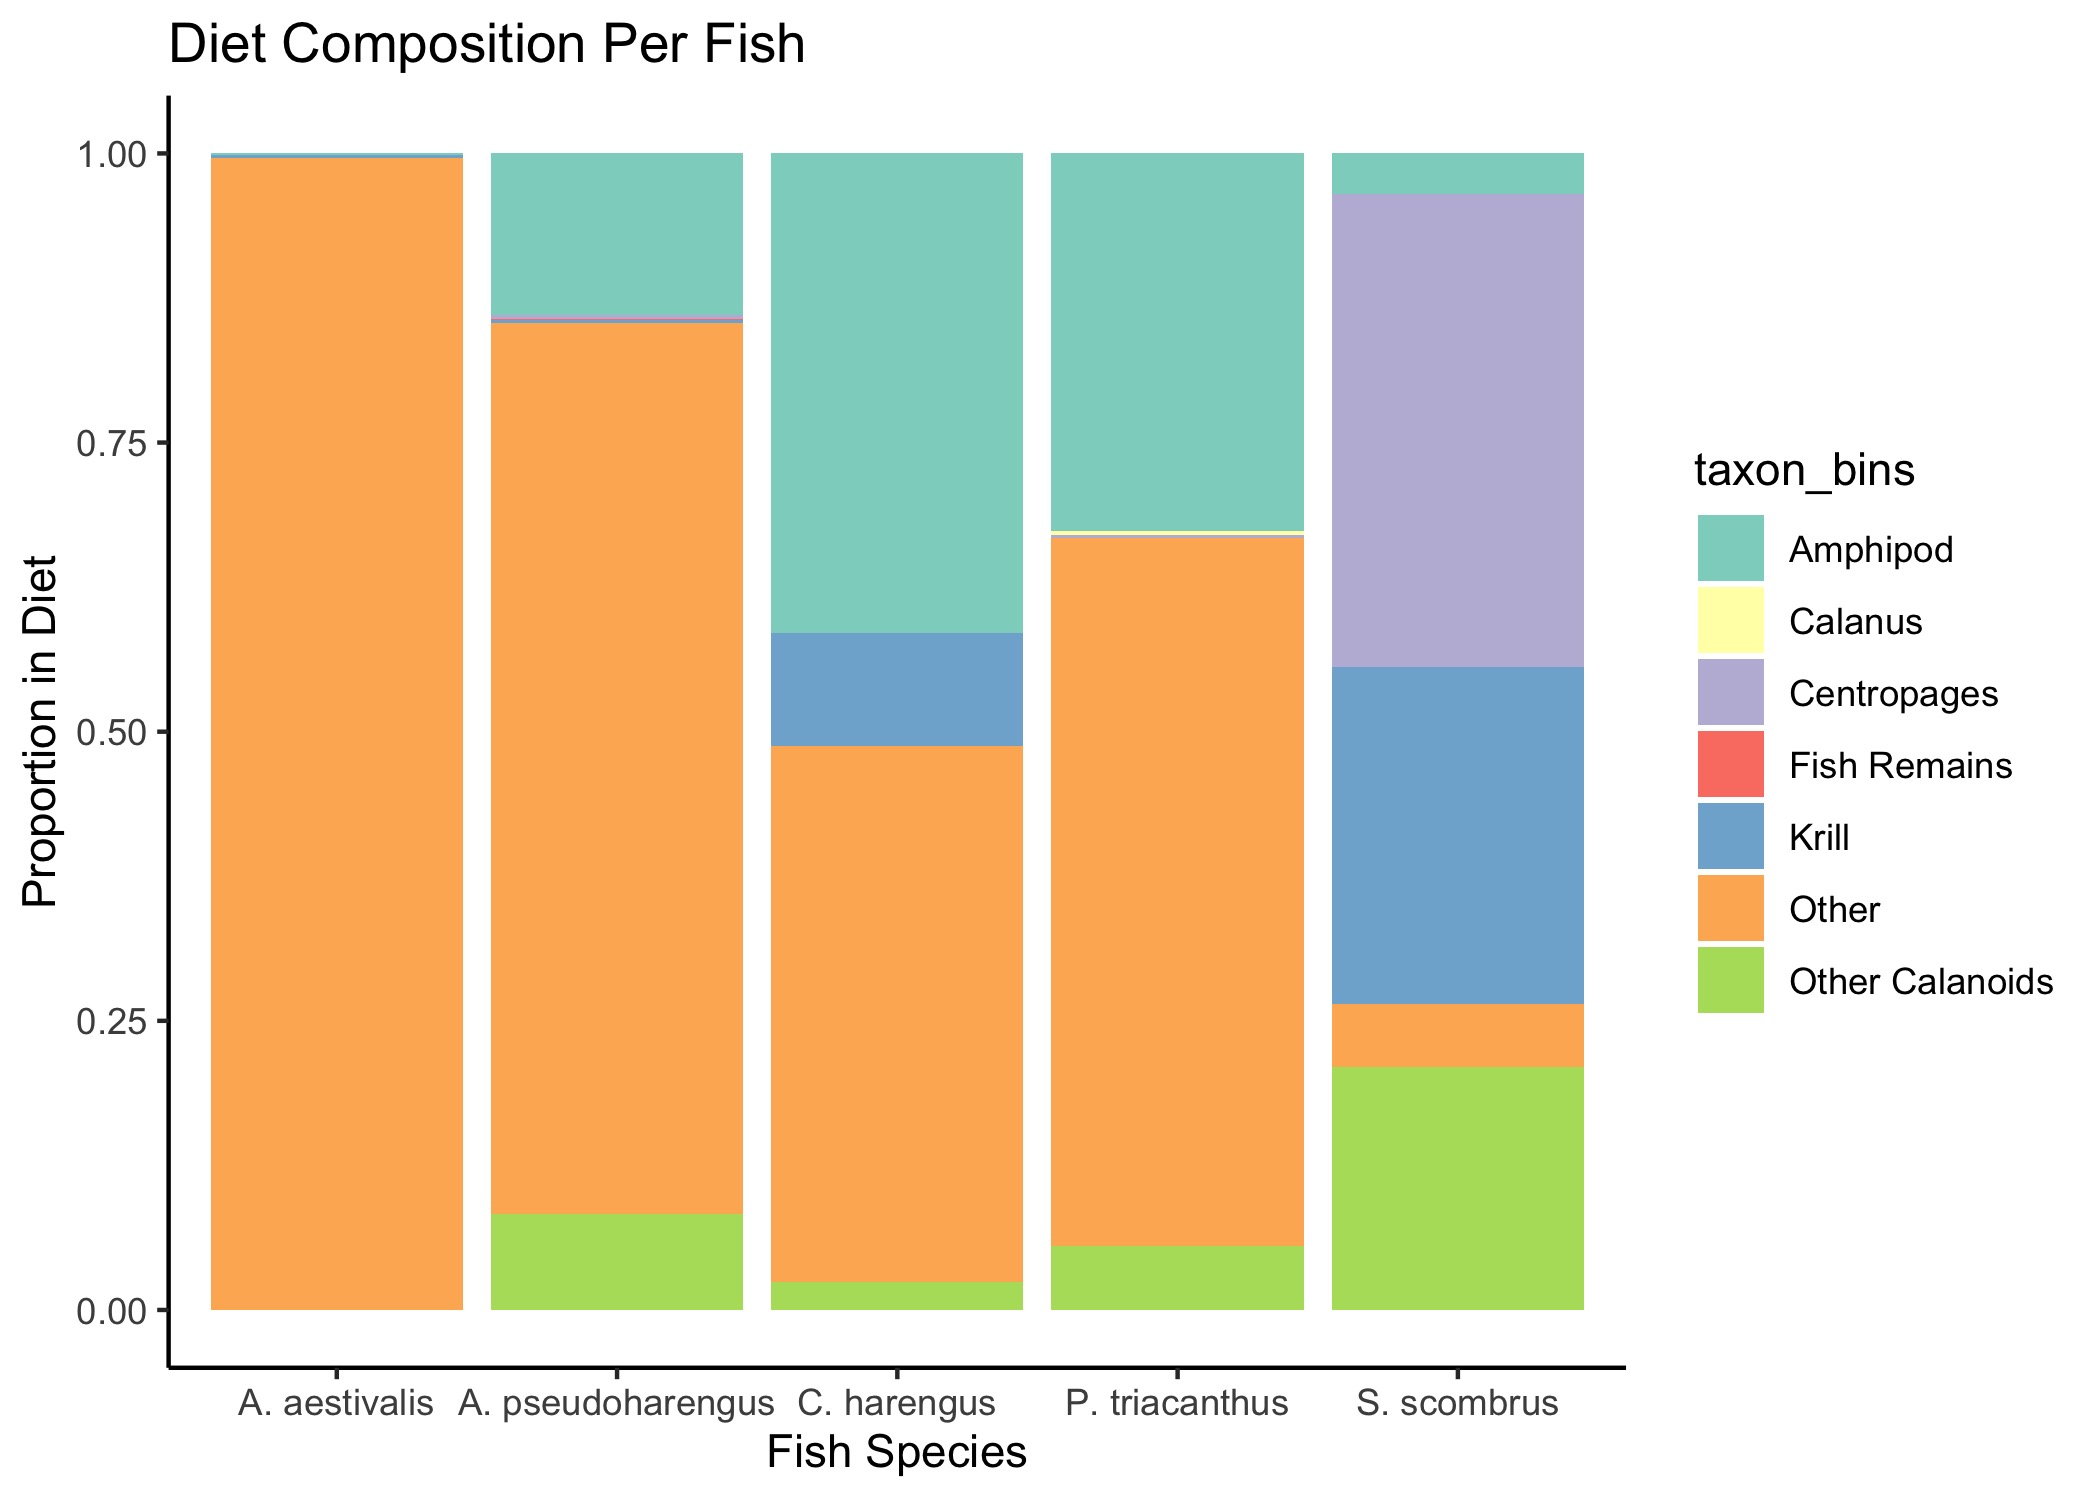 Diet Composition Per Fish
1.00
0.75
0.50
0.25
0.00
Proportion in Diet
A. aestivalis A. pseudoharengus C. harengus P. triacanthus S. scombrus
Fish Species
taxon_bins
Amphipod
Calanus
Centropages
Fish Remains
Krill
Other
Other Calanoids